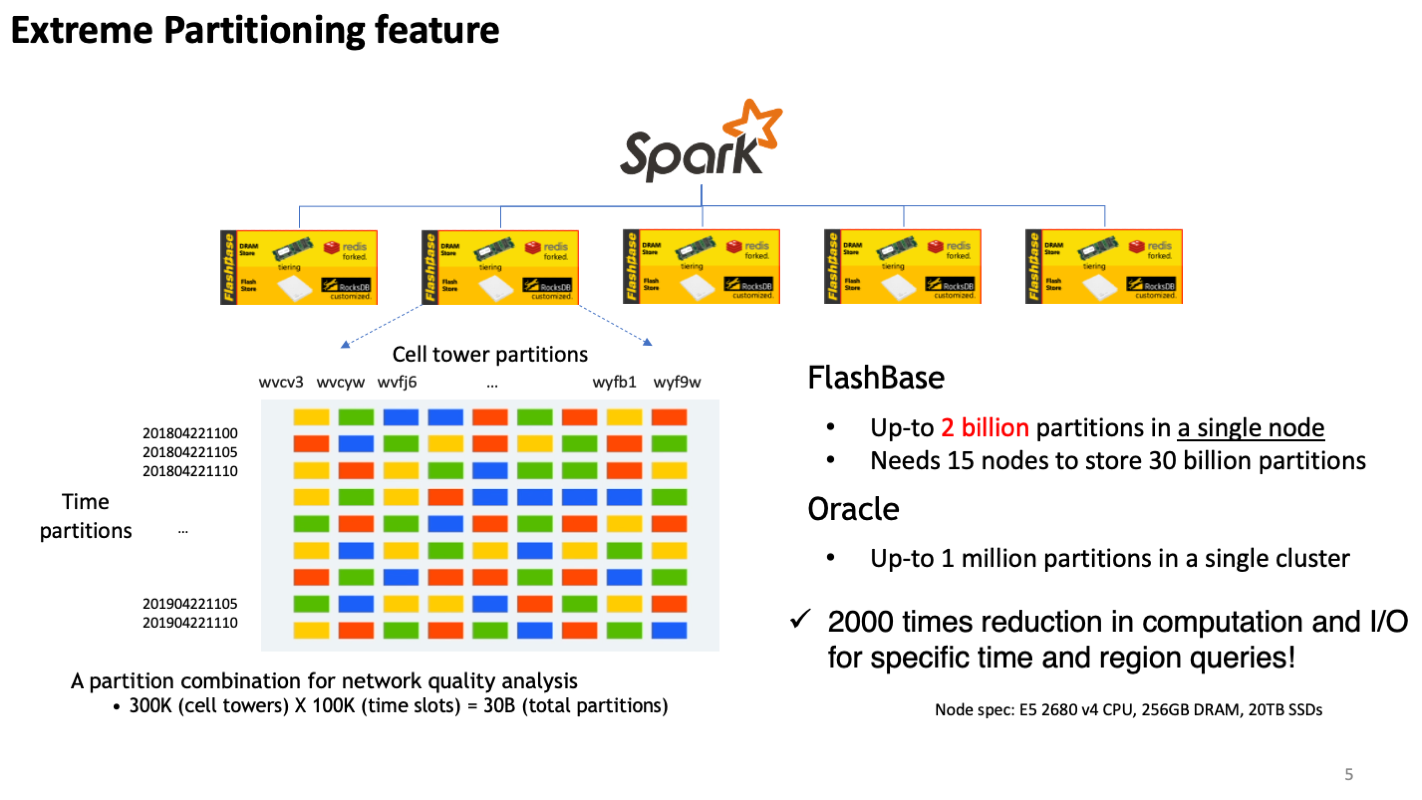 Extreme Partitioning feature
Spark
FlashBase
DRAM Store
redis
forked.
tiering
Flash Store
RocksDB
customized.
FlashBase
DRAM Store
redis
forked.
tiering
Flash Store
RocksDB
customized.
FlashBase
DRAM Store
redis
forked.
tiering
Flash Store
RocksDB
customized.
FlashBase
DRAM Store
redis
forked.
tiering
Flash Store
RocksDB
customized.
FlashBase
DRAM Store
redis
forked.
tiering
Flash Store
RocksDB
customized.
Cell tower partitions
wvcv3 wvcyw wvfj6 ... wyfb1 wyf9w
201804221100
201804221105
201804221110
Time
partitions
...
201904221105
201904221110
A partition combination for network quality analysis
• 300K (cell towers) X 100K (time slots) = 30B (total partitions)
FlashBase
• Up-to 2 billion partitions in a single node
• Needs 15 nodes to store 30 billion partitions
Oracle
• Up-to 1 million partitions in a single cluster
✓ 2000 times reduction in computation and I/O
for specific time and region queries!
Node spec: E5 2680 v4 CPU, 256GB DRAM, 20TB SSDs
5